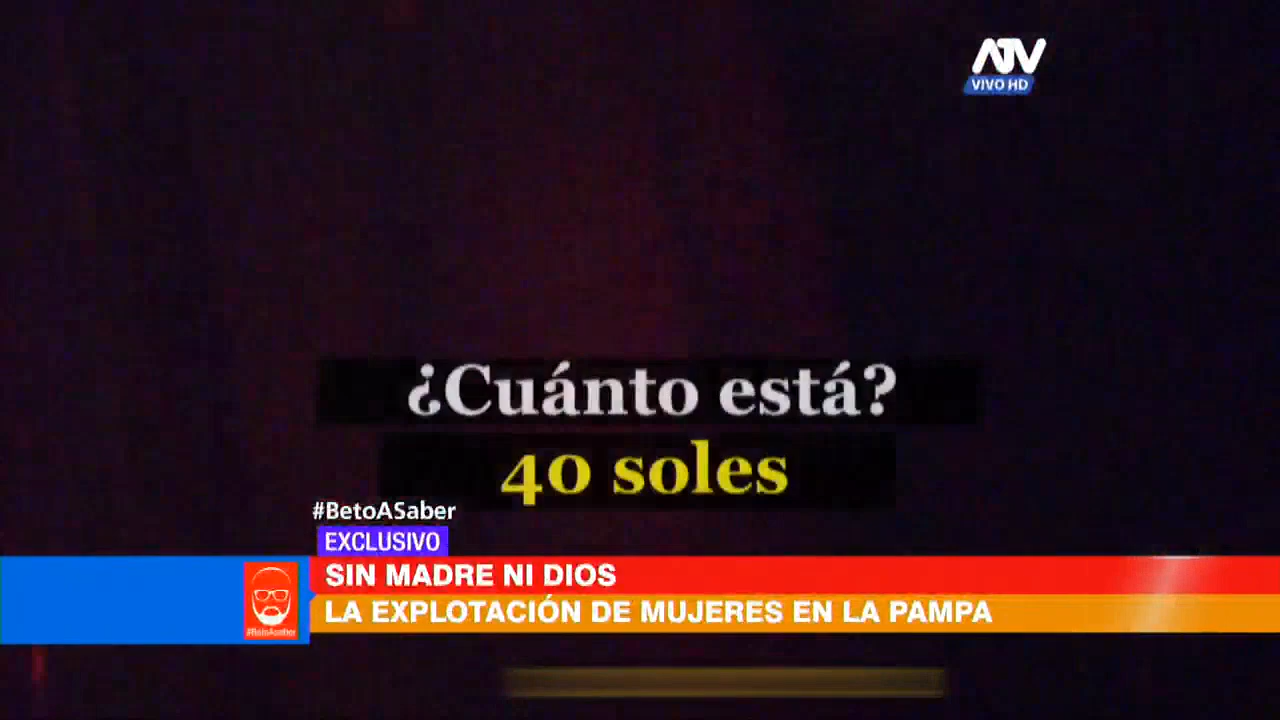 ATV
VIVO HD
¿Cuánto está?
40 soles
#BetoASaber
EXCLUSIVO
SIN MADRE NI DIOS
#BetoAsaber
LA EXPLOTACIÓN DE MUJERES EN LA PAMPA